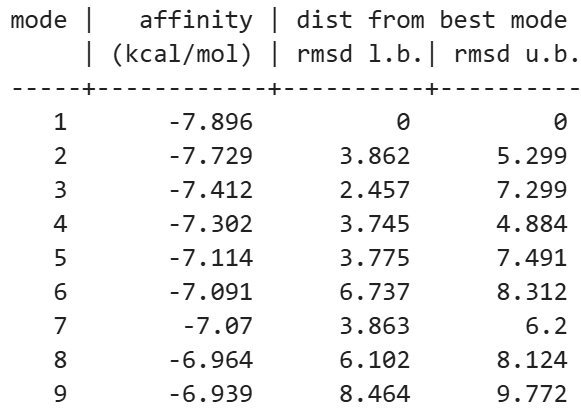 mode |   affinity | dist from best mode
     | (kcal/mol) | rmsd l.b.| rmsd u.b.
-----+------------+----------+----------
   1       -7.896          0          0
   2       -7.729      3.862      5.299
   3       -7.412      2.457      7.299
   4       -7.302      3.745      4.884
   5       -7.114      3.775      7.491
   6       -7.091      6.737      8.312
   7        -7.07      3.863        6.2
   8       -6.964      6.102      8.124
   9       -6.939      8.464      9.772